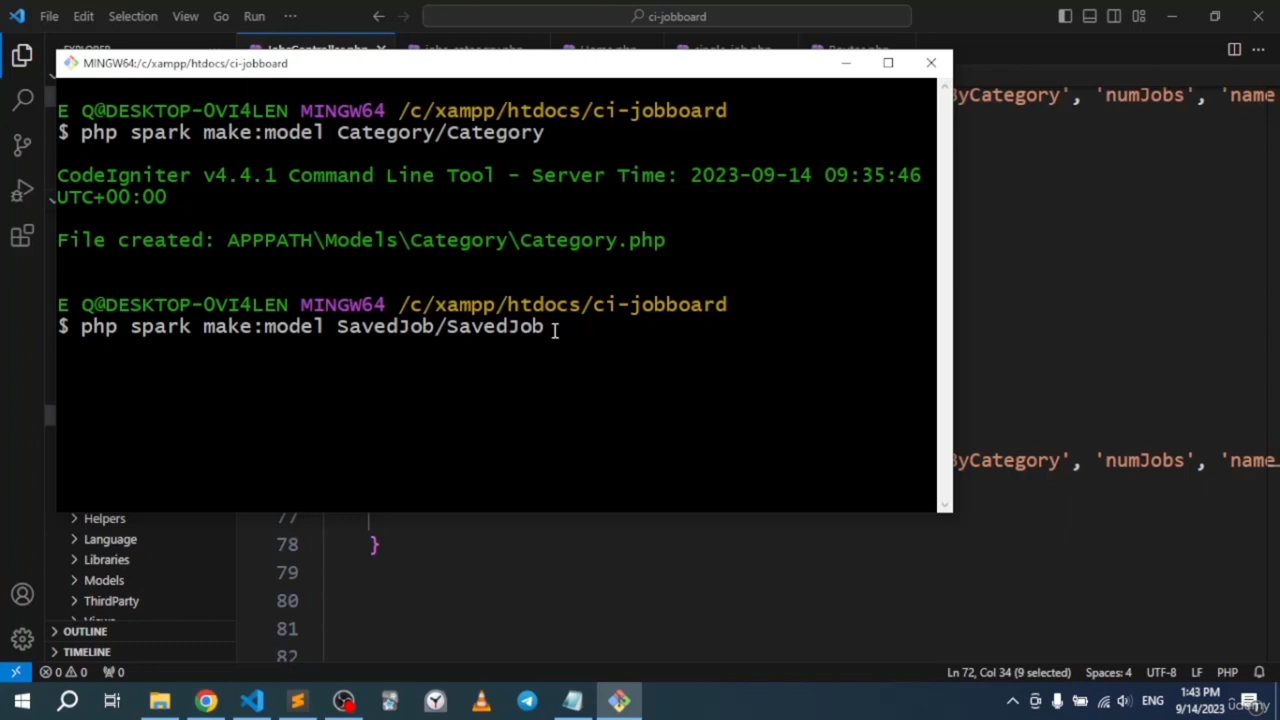 File Edit Selection View Go Run ··· ci-jobboard
MINGW64:/c/xampp/htdocs/ci-jobboard
E Q@DESKTOP-0VI4LEN MINGW64 /c/xampp/htdocs/ci-jobboard
$ php spark make:model Category/Category
CodeIgniter v4.4.1 Command Line Tool - Server Time: 2023-09-14 09:35:46
UTC+00:00
File created: APPPATH\Models\Category\Category.php
E Q@DESKTOP-0VI4LEN MINGW64 /c/xampp/htdocs/ci-jobboard
$ php spark make:model SavedJob/SavedJob
yCategory', 'numJobs', 'name
yCategory', 'numJobs', 'name
Helpers
Language
Libraries
Models
ThirdParty
OUTLINE
TIMELINE
77
78 }
79
80
81
82
0 0 0 Ln 72, Col 34 (9 selected) Spaces: 4 UTF-8 LF PHP
ENG 1:43 PM
9/14/2023
udemy